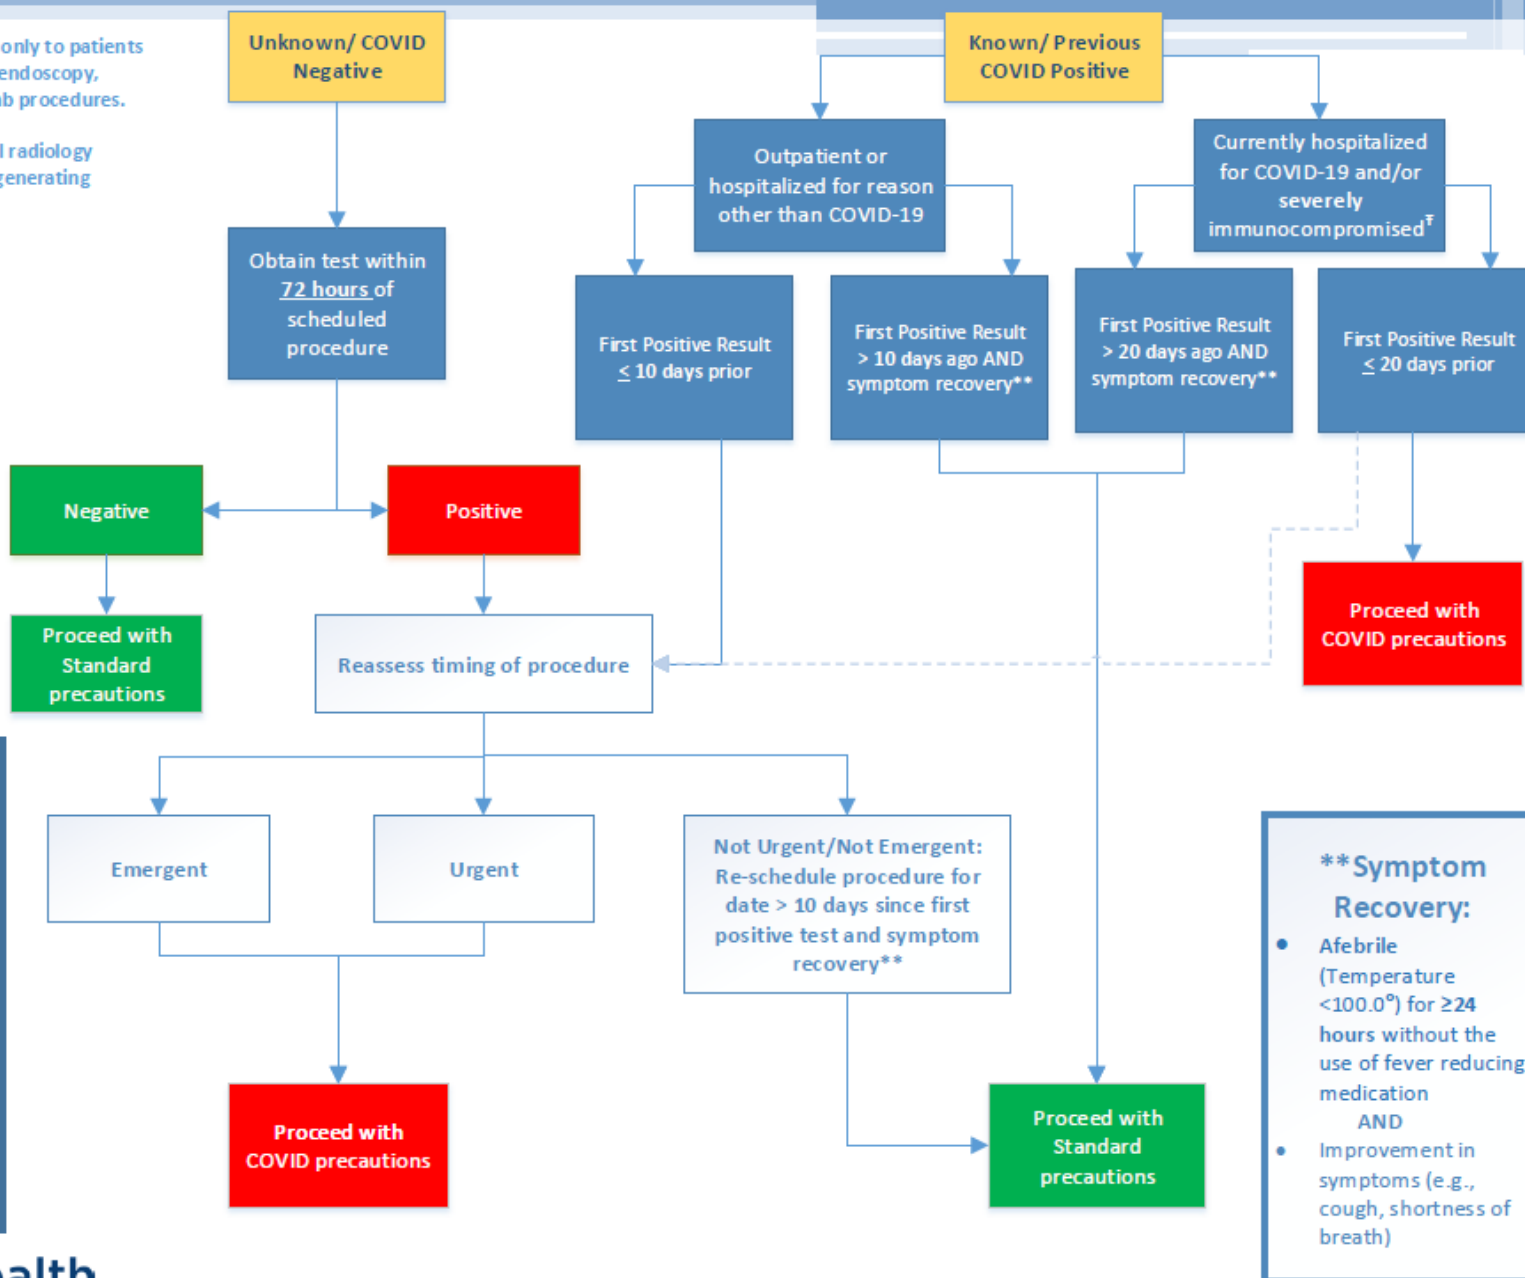 only to patients
endoscopy,
ab procedures.
l radiology
generating
Unknown/ COVID
Negative
Known/ Previous
COVID Positive
Outpatient or
hospitalized for reason
other than COVID-19
Currently hospitalized
for COVID-19 and/or
severely
immunocompromised Ŧ
Obtain test within
72 hours of
scheduled
procedure
First Positive Result
≤ 10 days prior
First Positive Result
> 10 days ago AND
symptom recovery**
First Positive Result
> 20 days ago AND
symptom recovery**
First Positive Result
≤ 20 days prior
Negative
Positive
Proceed with
Standard
precautions
Reassess timing of procedure
Proceed with
COVID precautions
Emergent
Urgent
Not Urgent/Not Emergent:
Re-schedule procedure for
date > 10 days since first
positive test and symptom
recovery**
Proceed with
COVID precautions
Proceed with
Standard
precautions
**Symptom
Recovery:
• Afebrile
(Temperature
<100.0°) for ≥24
hours without the
use of fever reducing
medication
AND
• Improvement in
symptoms (e.g.,
cough, shortness of
breath)
alth